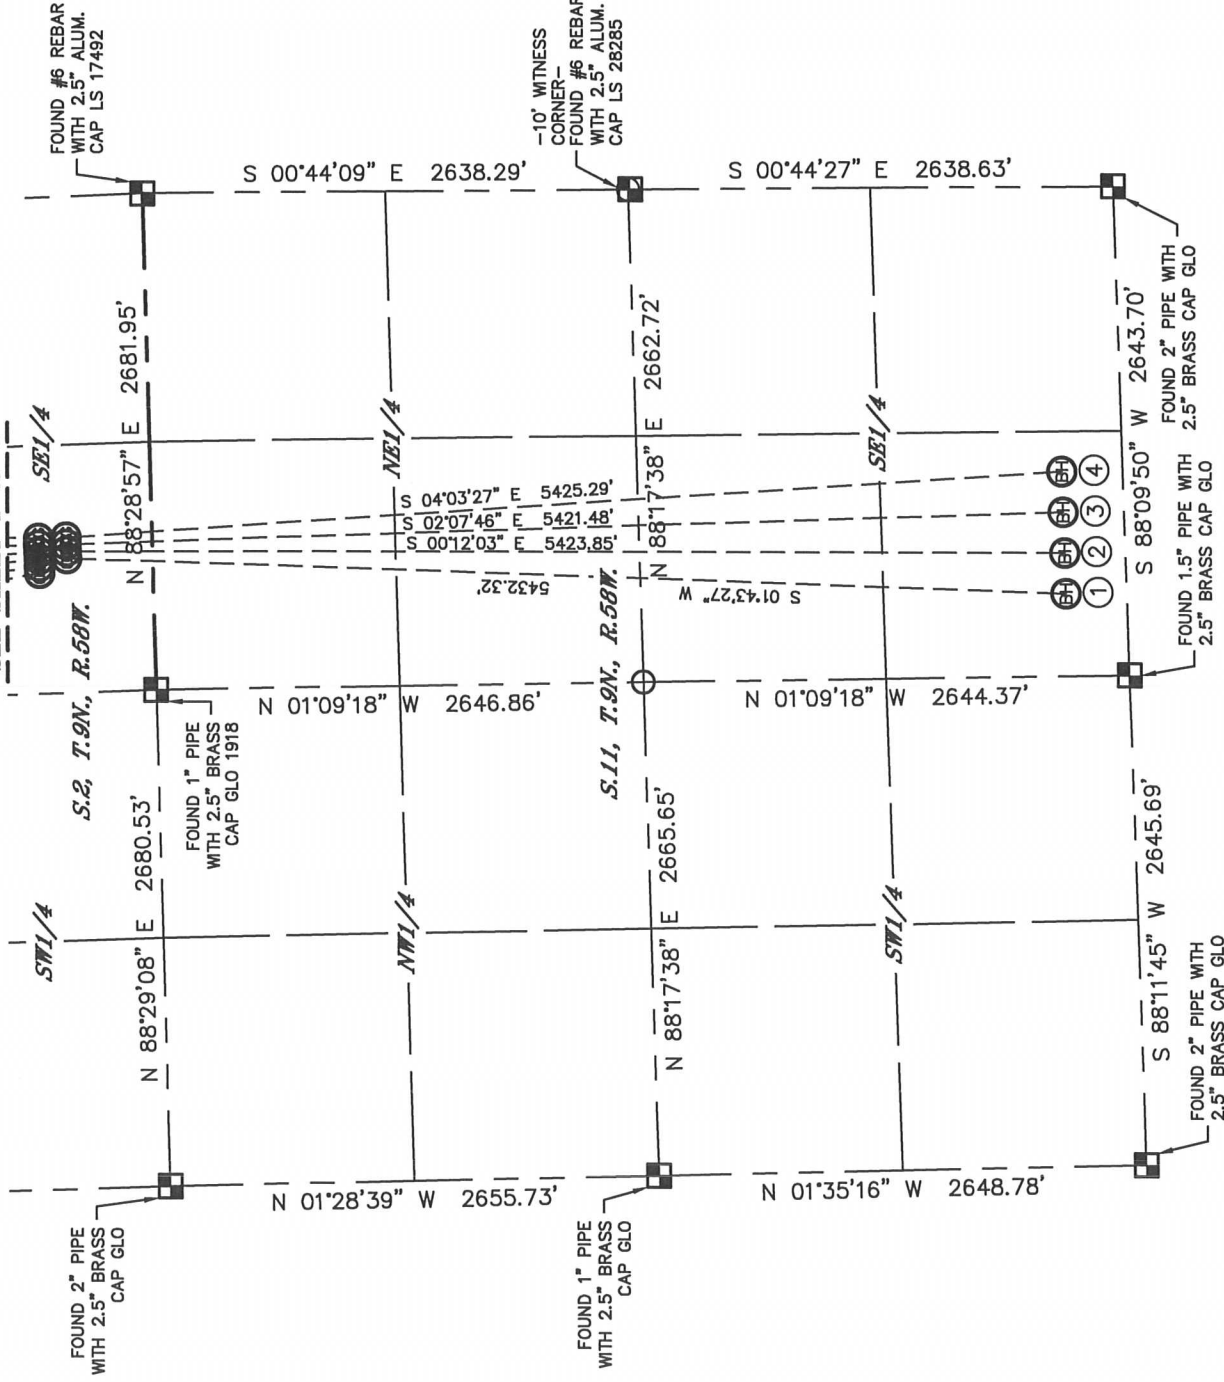 FOUND #6 REBAR
WITH 2.5" ALUM.
CAP LS 17492
-10' WITNESS
CORNER-
FOUND #6 REBAR
WITH 2.5" ALUM.
CAP LS 28285
S 00°44'09" E 2638.29'
S 00°44'27" E 2638.63'
SE1/4
N 88°28'57" E 2681.95'
NE1/4
N 88°17'38" E 2662.72'
SE1/4
S 88°09'50" W 2643.70'
FOUND 2" PIPE WITH
2.5" BRASS CAP GLO
S 04°03'27" E 5425.29'
S 02°07'46" E 5421.48'
S 00°12'03" E 5423.85'
S 01°43'27" W 5432.32'
BH 4
BH 3
BH 2
BH 1
S.2, T.9N., R.58W.
S.11, T.9N., R.58W.
FOUND 1.5" PIPE WITH
2.5" BRASS CAP GLO
N 01°09'18" W 2646.86'
N 01°09'18" W 2644.37'
FOUND 1" PIPE
WITH 2.5" BRASS
CAP GLO 1918
SW1/4
N 88°29'08" E 2680.53'
NW1/4
N 88°17'38" E 2665.65'
SW1/4
S 88°11'45" W 2645.69'
FOUND 2" PIPE WITH
2.5" BRASS CAP GLO
N 01°28'39" W 2655.73'
N 01°35'16" W 2648.78'
FOUND 2" PIPE
WITH 2.5" BRASS
CAP GLO
FOUND 1" PIPE
WITH 2.5" BRASS
CAP GLO